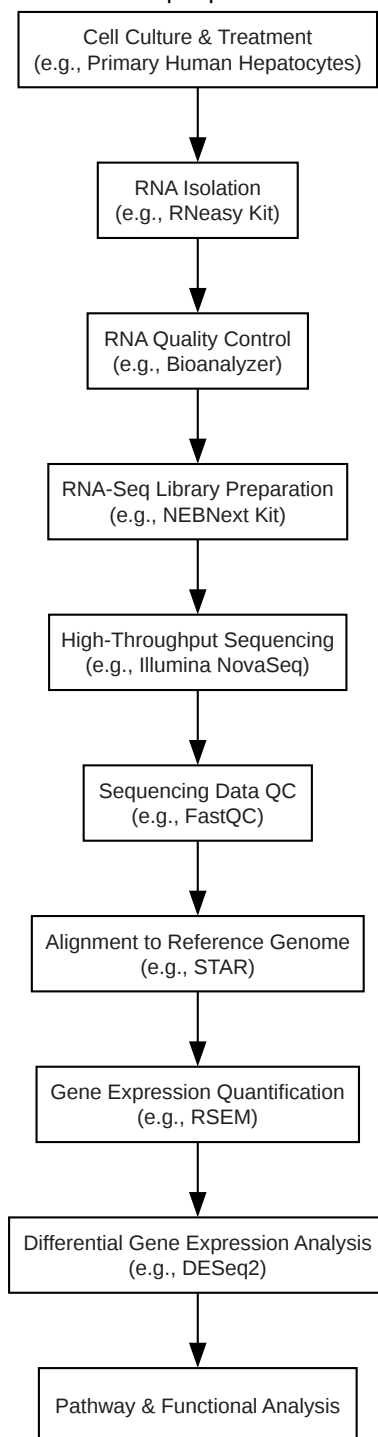 Cell Culture & Treatment
(e.g., Primary Human Hepatocytes)
RNA Isolation
(e.g., RNeasy Kit)
RNA Quality Control
(e.g., Bioanalyzer)
RNA-Seq Library Preparation
(e.g., NEBNext Kit)
High-Throughput Sequencing
(e.g., Illumina NovaSeq)
Sequencing Data QC
(e.g., FastQC)
Alignment to Reference Genome
(e.g., STAR)
Gene Expression Quantification
(e.g., RSEM)
Differential Gene Expression Analysis
(e.g., DESeq2)
Pathway & Functional Analysis